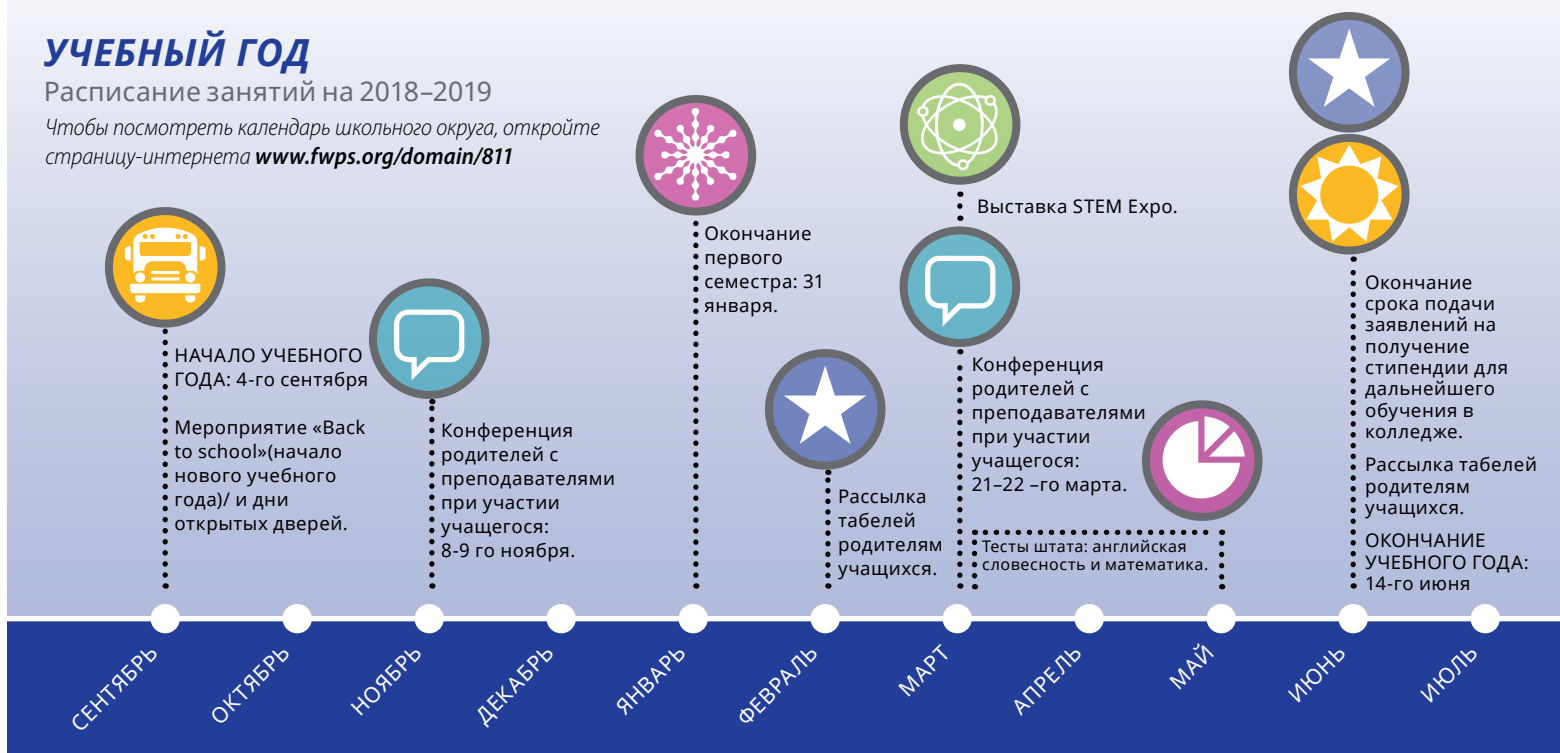 УЧЕБНЫЙ ГОД
Расписание занятий на 2018–2019
Чтобы посмотреть календарь школьного округа, откройте
страницу-интернета www.fwps.org/domain/811
НАЧАЛО УЧЕБНОГО
ГОДА: 4-го сентября
Мероприятие «Back
to school»(начало
нового учебного
года)/ и дни
открытых дверей.
Конференция
родителей с
преподавателями
при участии
учащегося:
8-9 го ноября.
Окончание
первого
семестра: 31
января.
Рассылка
табелей
родителям
учащихся.
Выставка STEM Expo.
Конференция
родителей с
преподавателями
при участии
учащегося:
21–22 –го марта.
Тесты штата: английская
словесность и математика.
Окончание
срока подачи
заявлений на
получение
стипендии для
дальнейшего
обучения в
колледже.
Рассылка табелей
родителям
учащихся.
ОКОНЧАНИЕ
УЧЕБНОГО ГОДА:
14-го июня
СЕНТЯБРЬ
ОКТЯБРЬ
НОЯБРЬ
ДЕКАБРЬ
ЯНВАРЬ
ФЕВРАЛЬ
МАРТ
АПРЕЛЬ
МАЙ
ИЮНЬ
ИЮЛЬ